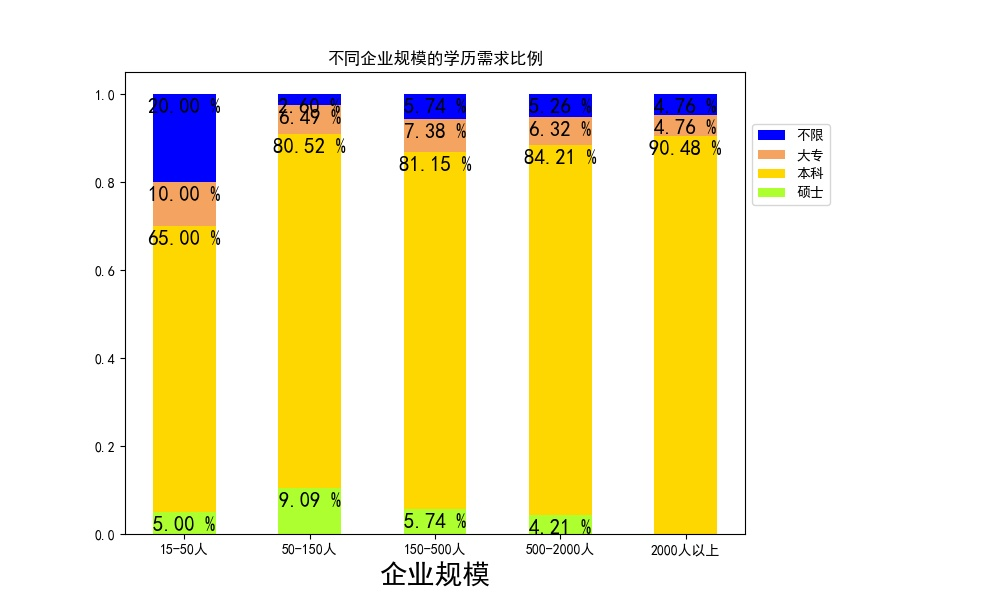 不同企业规模的学历需求比例
1.0
0.8
0.6
0.4
0.2
0.0
20.00 %
10.00 %
65.00 %
5.00 %
2.60 %
6.49 %
80.52 %
9.09 %
5.74 %
7.38 %
81.15 %
5.74 %
5.26 %
6.32 %
84.21 %
4.21 %
4.76 %
4.76 %
90.48 %
15-50人
50-150人
150-500人
500-2000人
2000人以上
企业规模
不限
大专
本科
硕士